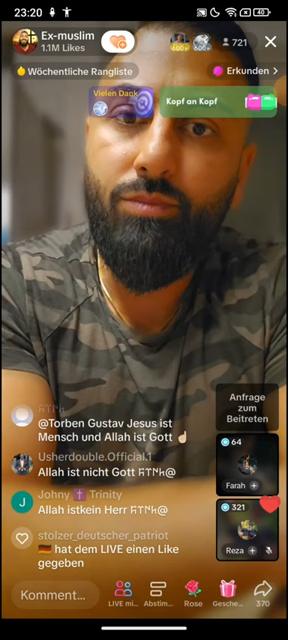 23:20
40
Ex-muslim
1.1M Likes
600+
600+
721
Wöchentliche Rangliste
Erkunden >
Vielen Dank
Kopf an Kopf
Anfrage
zum
Beitreten
@Torben Gustav Jesus ist
Mensch und Allah ist Gott ☝🏻
64
Farah +
Usherdouble.Official.1
Allah ist nicht Gott
Johny ✝️ Trinity
J
Allah istkein Herr
321
Reza +
stolzer_deutscher_patriot
🇩🇪 hat dem LIVE einen Like
gegeben
Komment...
LIVE mi...
Abstim...
Rose
Gesche...
370